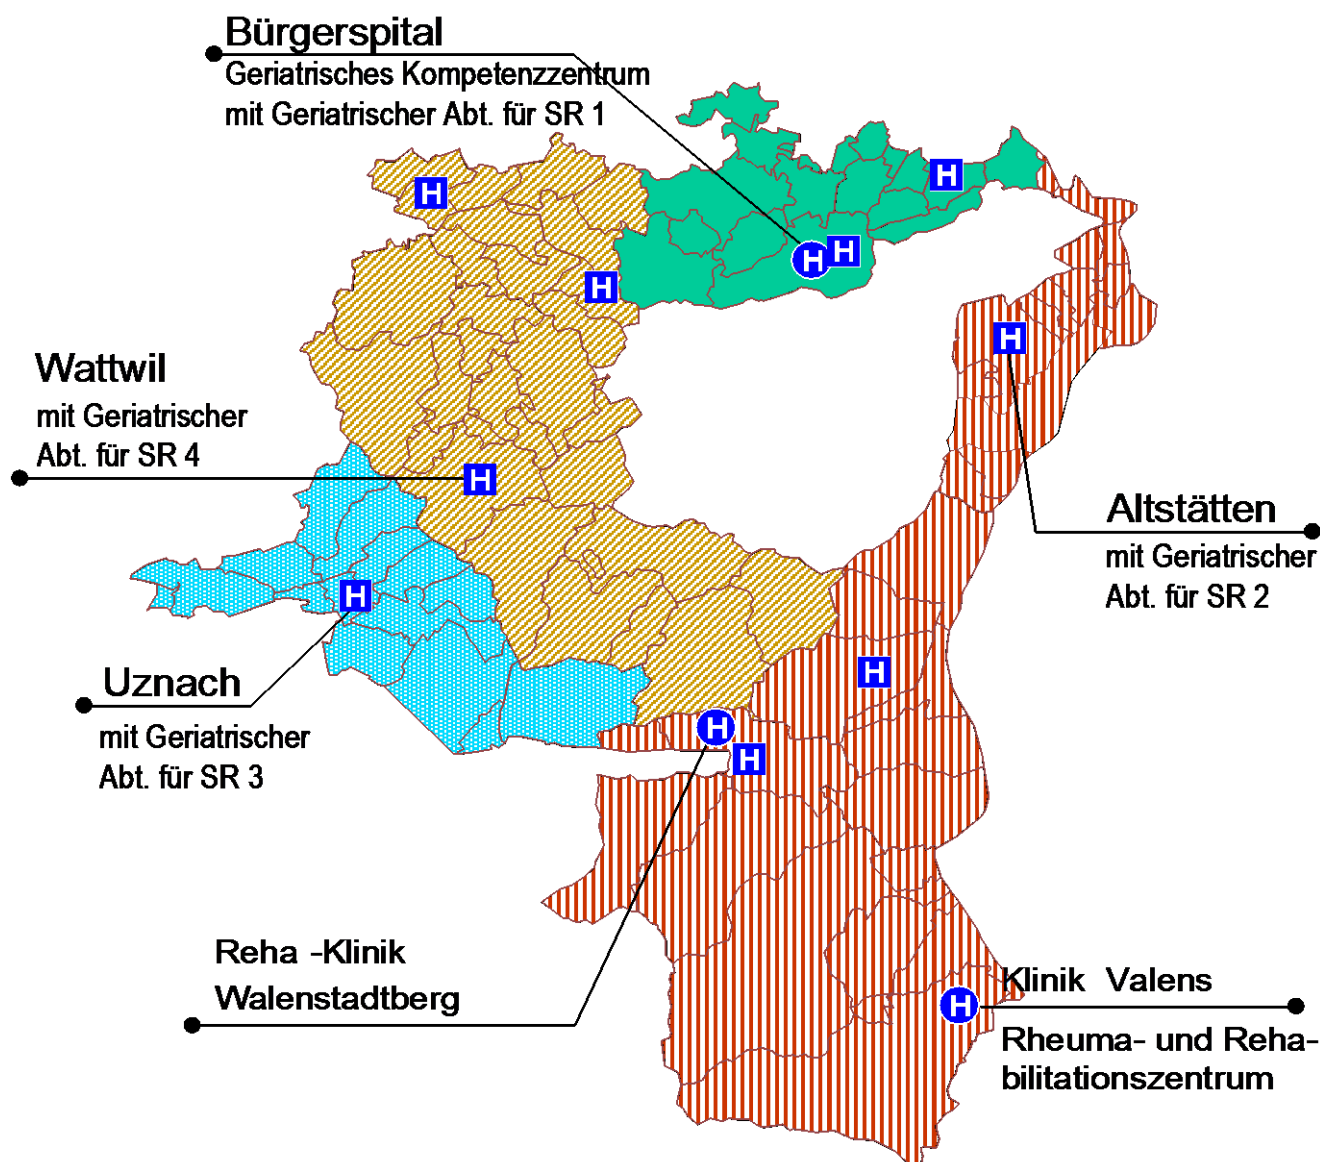 Bürgerspital
Geriatrisches Kompetenzzentrum
mit Geriatrischer Abt. für SR 1
H
H
H
H
H
H
Wattwil
mit Geriatrischer
Abt. für SR 4
H
Altstätten
mit Geriatrischer
Abt. für SR 2
H
Uznach
mit Geriatrischer
Abt. für SR 3
H
H
H
Reha -Klinik
Walenstadtberg
Klinik Valens
H
Rheuma- und Reha-
bilitationszentrum